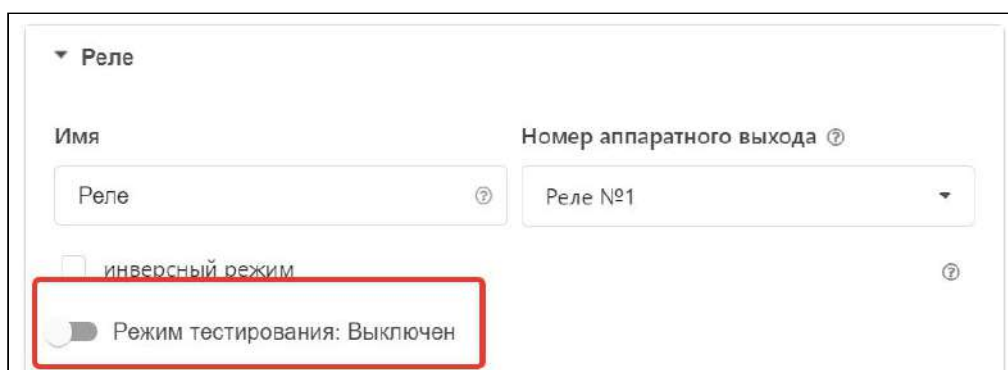 Реле
Имя
Номер аппаратного выхода
Реле
Реле №1
инверсный режим
Режим тестирования: Выключен